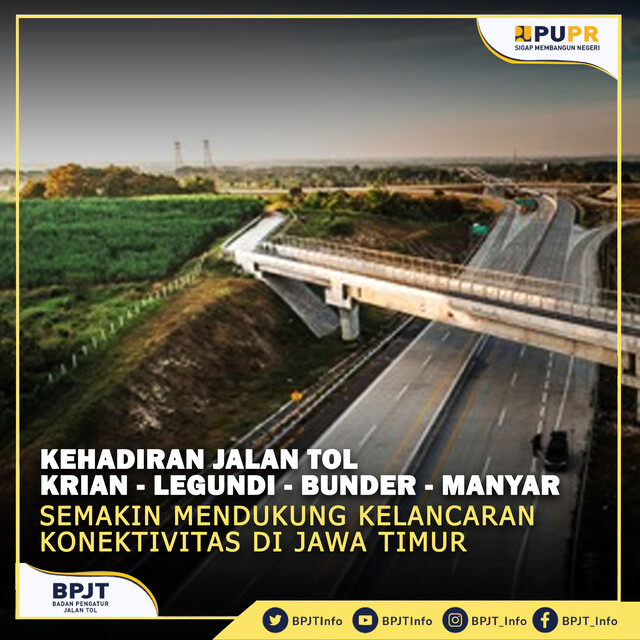 PUPR
SIGAP MEMBANGUN NEGERI
KEHADIRAN JALAN TOL
KRIAN - LEGUNDI - BUNDER - MANYAR
SEMAKIN MENDUKUNG KELANCARAN
KONEKTIVITAS DI JAWA TIMUR
BPJT
BADAN PENGATUR
JALAN TOL
BPJTInfo BPJTInfo BPJT_Info BPJT_Info